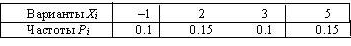 Варианты Xi –1 2 3 5
Частоты Pi 0.1 0.15 0.1 0.15